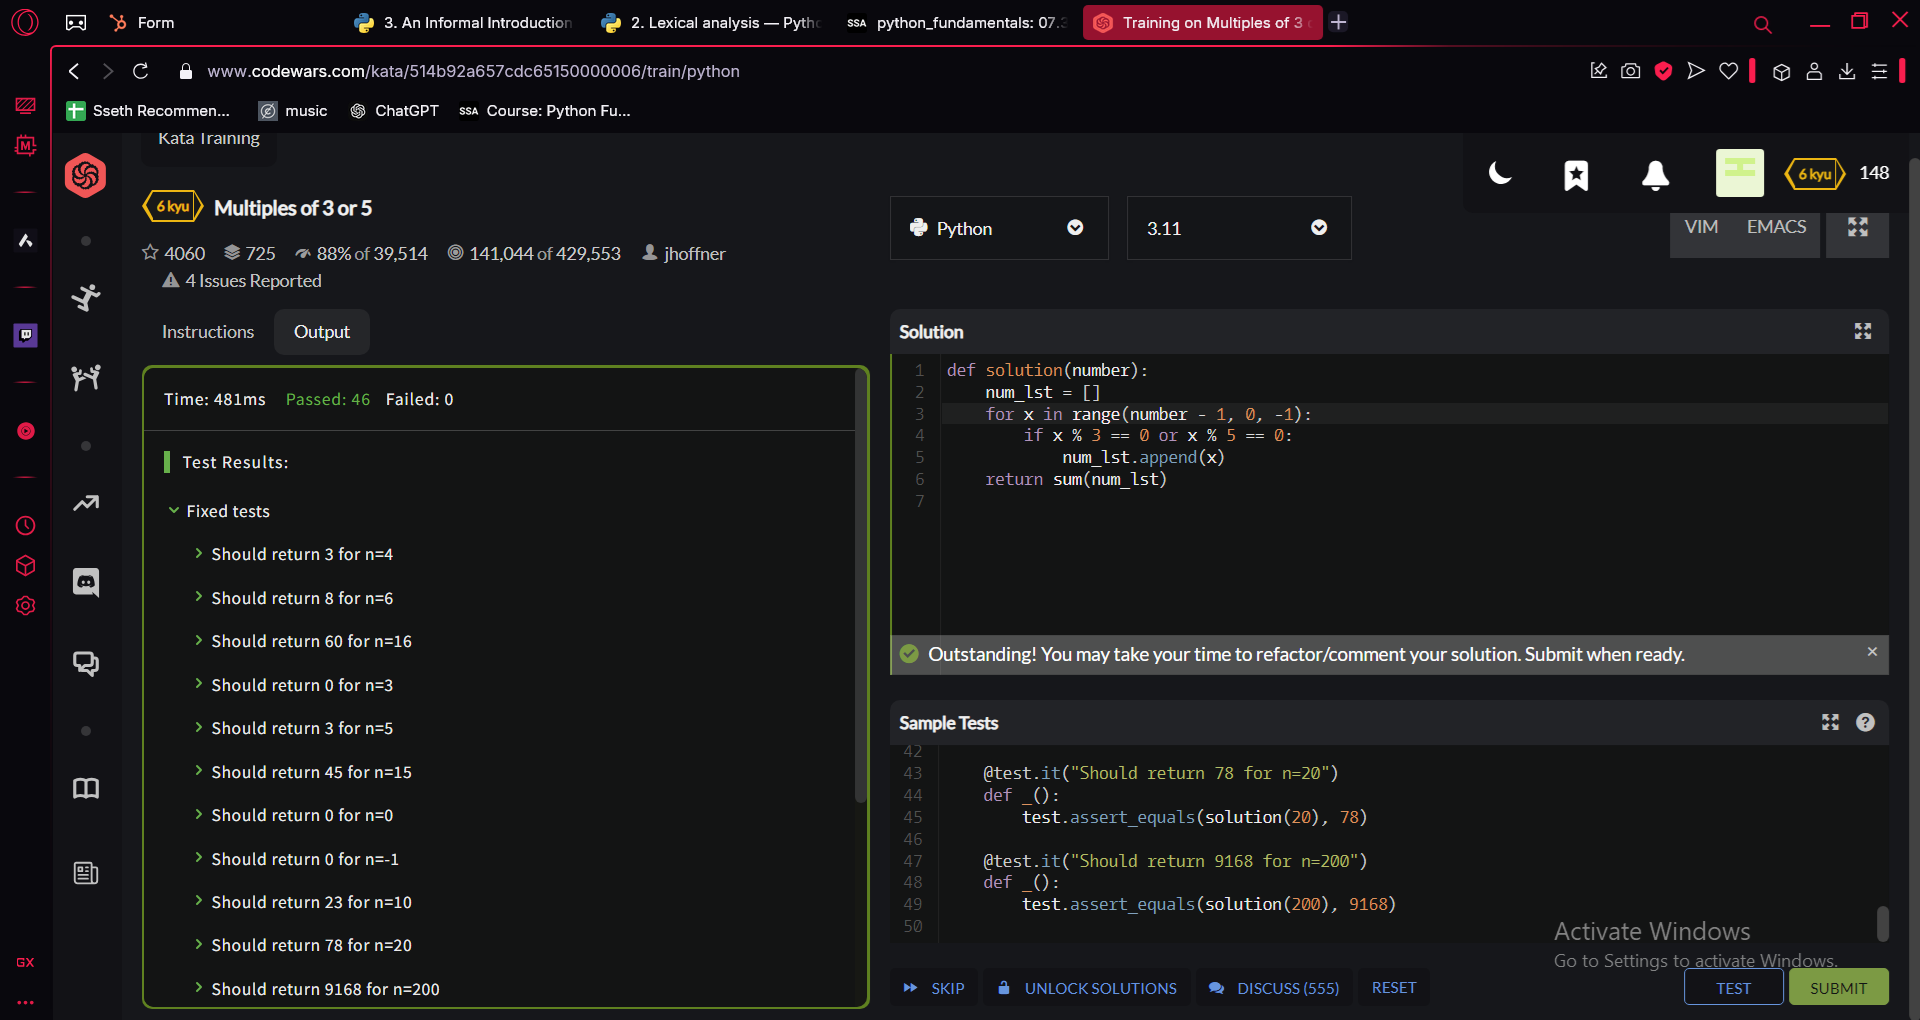 Form
3. An Informal Introduction
2. Lexical analysis — Pyth
SSA python_fundamentals: 07.3
Training on Multiples of 3
www.codewars.com/kata/514b92a657cdc65150000006/train/python
Sseth Recommen...
music
ChatGPT
SSA Course: Python Fu...
M
Kata Training
6 kyu
148
6 kyu Multiples of 3 or 5
4060 725 88% of 39,514 141,044 of 429,553 jhoffner
4 Issues Reported
Python
3.11
VIM EMACS
Instructions Output
Time: 481ms Passed: 46 Failed: 0
Test Results:
Fixed tests
Should return 3 for n=4
Should return 8 for n=6
Should return 60 for n=16
Should return 0 for n=3
Should return 3 for n=5
Should return 45 for n=15
Should return 0 for n=0
Should return 0 for n=-1
Should return 23 for n=10
Should return 78 for n=20
Should return 9168 for n=200
Solution
1 def solution(number):
2 num_lst = []
3 for x in range(number - 1, 0, -1):
4 if x % 3 == 0 or x % 5 == 0:
5 num_lst.append(x)
6 return sum(num_lst)
7
Outstanding! You may take your time to refactor/comment your solution. Submit when ready.
Sample Tests
42
43 @test.it("Should return 78 for n=20")
44 def _():
45 test.assert_equals(solution(20), 78)
46
47 @test.it("Should return 9168 for n=200")
48 def _():
49 test.assert_equals(solution(200), 9168)
50
Activate Windows
Go to Settings to activate Windows.
SKIP UNLOCK SOLUTIONS DISCUSS (555) RESET TEST SUBMIT
GX